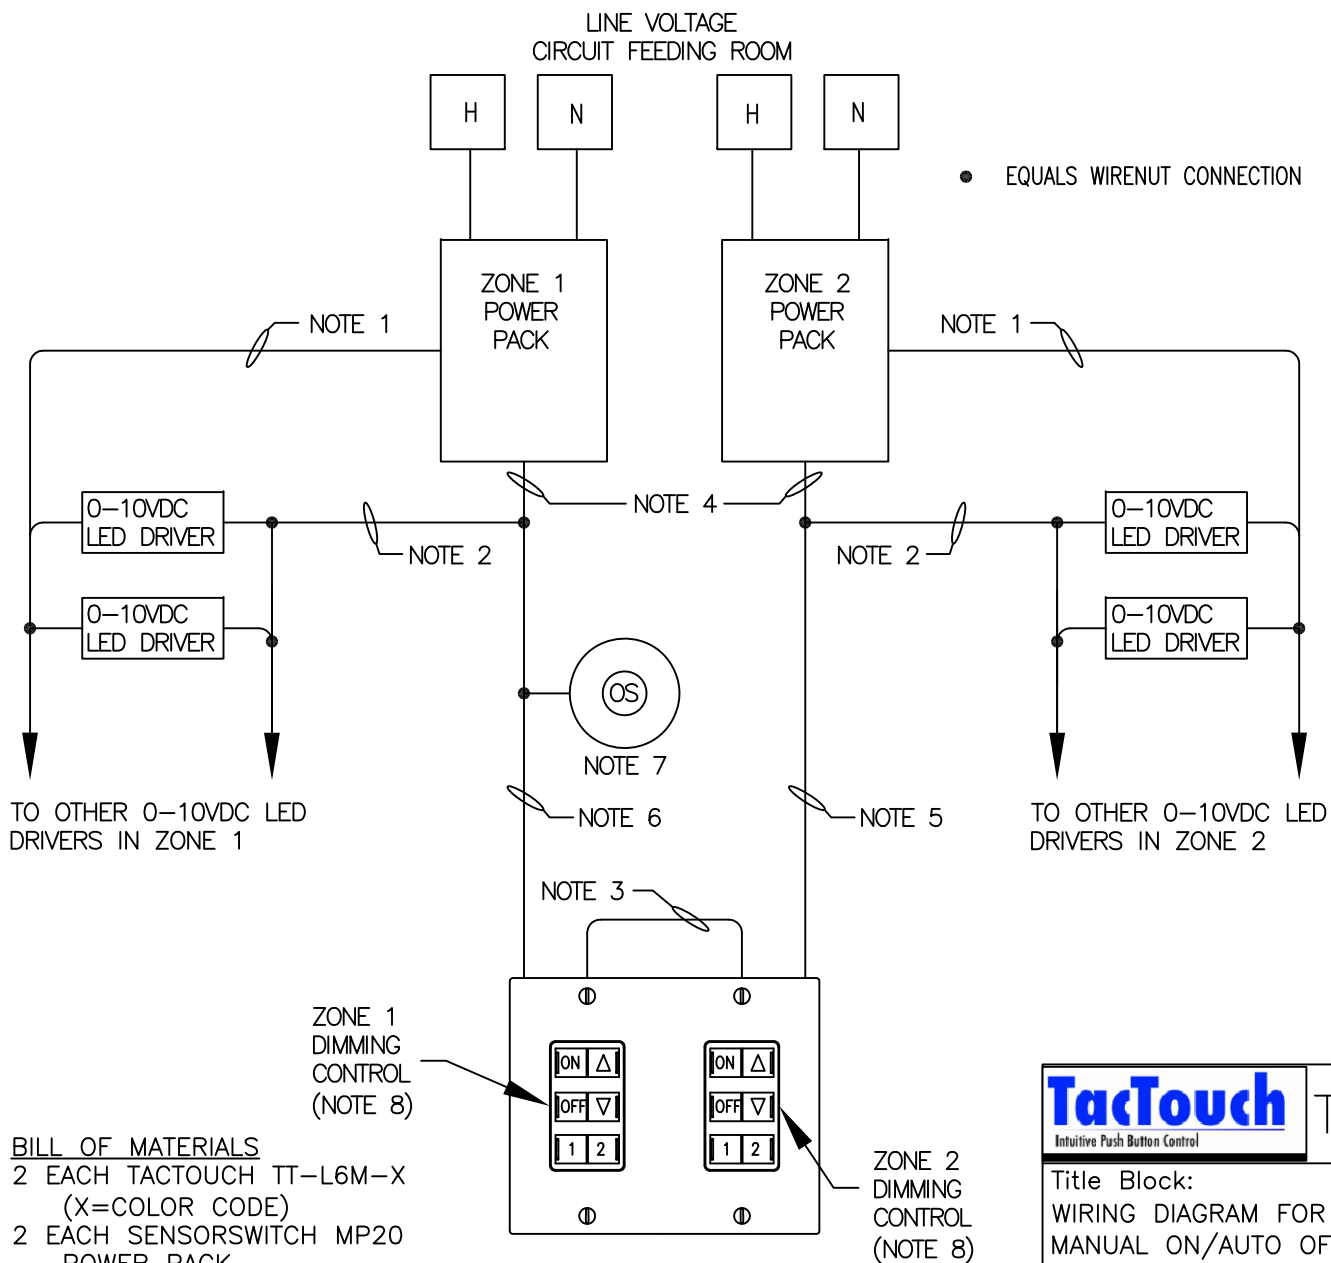 LINE VOLTAGE
CIRCUIT FEEDING ROOM
H
N
H
N
EQUALS WIRENUT CONNECTION
ZONE 1
POWER
PACK
ZONE 2
POWER
PACK
NOTE 1
NOTE 1
NOTE 4
0-10VDC
LED DRIVER
0-10VDC
LED DRIVER
NOTE 2
NOTE 2
0-10VDC
LED DRIVER
0-10VDC
LED DRIVER
OS
NOTE 7
TO OTHER 0-10VDC LED
DRIVERS IN ZONE 1
NOTE 6
NOTE 5
TO OTHER 0-10VDC LED
DRIVERS IN ZONE 2
NOTE 3
ZONE 1
DIMMING
CONTROL
(NOTE 8)
ON
OFF
1 2
ON
OFF
1 2
ZONE 2
DIMMING
CONTROL
(NOTE 8)
BILL OF MATERIALS
2 EACH TACTOUCH TT-L6M-X
(X=COLOR CODE)
2 EACH SENSORSWITCH MP20
POWER PACK
TacTouch
Intuitive Push Button Control
T
Title Block:
WIRING DIAGRAM FOR
MANUAL ON/AUTO OF